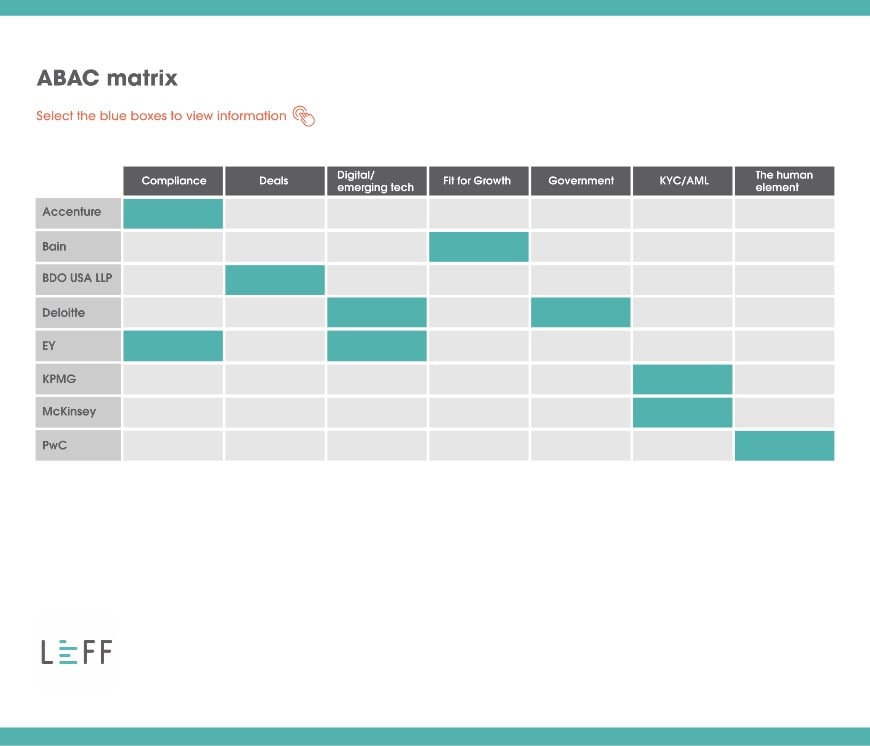 ABAC matrix
Select the blue boxes to view information
Compliance
Deals
Digital/
emerging tech
Fit for Growth
Government
KYC/AML
The human
element
Accenture
Bain
BDO USA LLP
Deloitte
EY
KPMG
McKinsey
PwC
LEFF